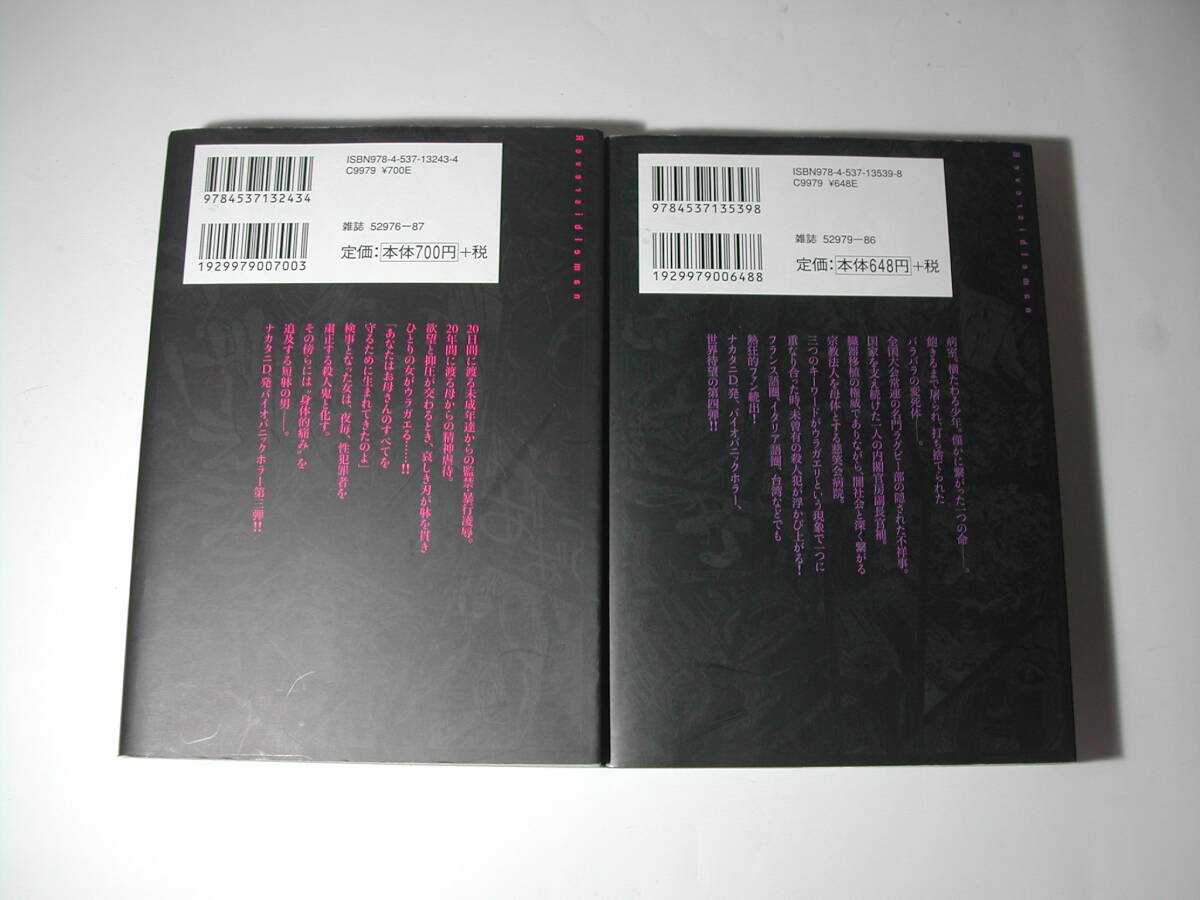 ISBN978-4-537-13243-4
C9979 ¥700E
9784537132434
雑誌 52976-87
定価:本体700円+税
1929979007003
20日間に渡る未成年達からの監禁・暴行凌辱。
20年間に渡る母からの精神虐待。
欲望と抑圧が交わるとき、哀しき刃が躰を貫き
ひとりの女がウラガエる……!!
『あなたはお母さんのすべてを
守るために生まれてきたのよ』
検事となった女は、夜毎、性犯罪者を
粛正する殺人鬼と化す。
その傍らには“身体的痛み”を
追及する短躰の男――。
ナカタニD.発バイオパニックホラー第三弾!!
ISBN978-4-537-13539-8
C9979 ¥648E
9784537135398
雑誌 52979-86
定価:本体648円+税
1929979006488
病室。横たわる少年。僅かに繋がった一つの命――。
飽きるまで屠られ、打ち捨てられた
バラバラの変死体――。
全国大会常連の名門ラグビー部の隠された不祥事。
国家を支え続けた一人の内閣官房副長官補。
臓器移植の権威でありながら、闇社会と深く繋がる
宗教法人を母体とする慈笑会病院。
三つのキーワードがウラガエリという現象で一つに
重なり合った時、未曽有の殺人犯が浮かび上がる!
フランス語圏、イタリア語圏、台湾などでも
熱狂的ファン続出!
ナカタニD.発、バイオパニックホラー、
世界待望の第四弾!!